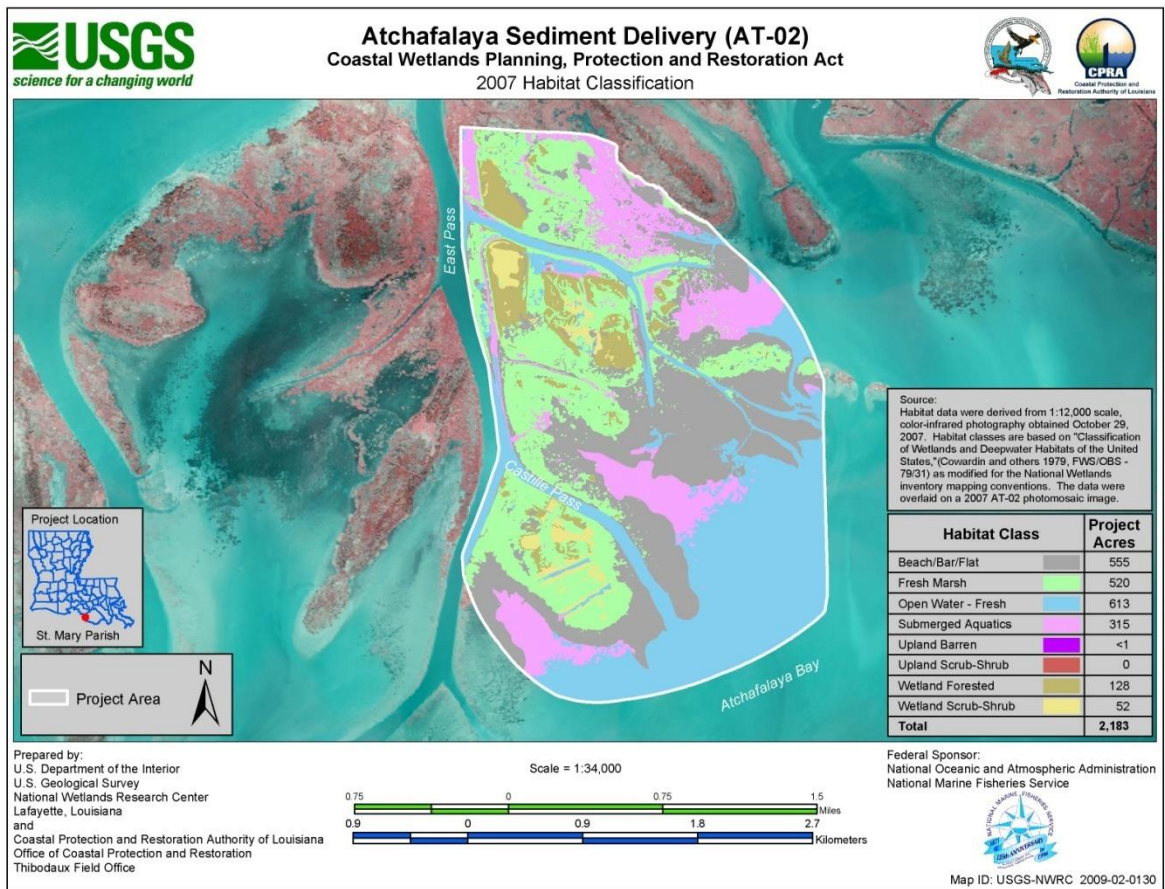 USGS
science for a changing world
Atchafalaya Sediment Delivery (AT-02)
Coastal Wetlands Planning, Protection and Restoration Act
2007 Habitat Classification
CPRA
Coastal Protection and
Restoration Authority of Louisiana
East Pass
Castille Pass
Atchafalaya Bay
Source:
Habitat data were derived from 1:12,000 scale,
color-infrared photography obtained October 29,
2007. Habitat classes are based on "Classification
of Wetlands and Deepwater Habitats of the United
States,"(Cowardin and others 1979, FWS/OBS -
79/31) as modified for the National Wetlands
inventory mapping conventions. The data were
overlaid on a 2007 AT-02 photomosaic image.
Habitat Class Project Acres
Beach/Bar/Flat 555
Fresh Marsh 520
Open Water - Fresh 613
Submerged Aquatics 315
Upland Barren <1
Upland Scrub-Shrub 0
Wetland Forested 128
Wetland Scrub-Shrub 52
Total 2,183
Project Location
St. Mary Parish
N
Project Area
Prepared by:
U.S. Department of the Interior
U.S. Geological Survey
National Wetlands Research Center
Lafayette, Louisiana
and
Coastal Protection and Restoration Authority of Louisiana
Office of Coastal Protection and Restoration
Thibodaux Field Office
Scale = 1:34,000
0.75 0 0.75 1.5
Miles
0.9 0 0.9 1.8 2.7
Kilometers
Federal Sponsor:
National Oceanic and Atmospheric Administration
National Marine Fisheries Service
NATIONAL MARINE FISHERIES SERVICE
125th ANNIVERSARY
Map ID: USGS-NWRC 2009-02-0130